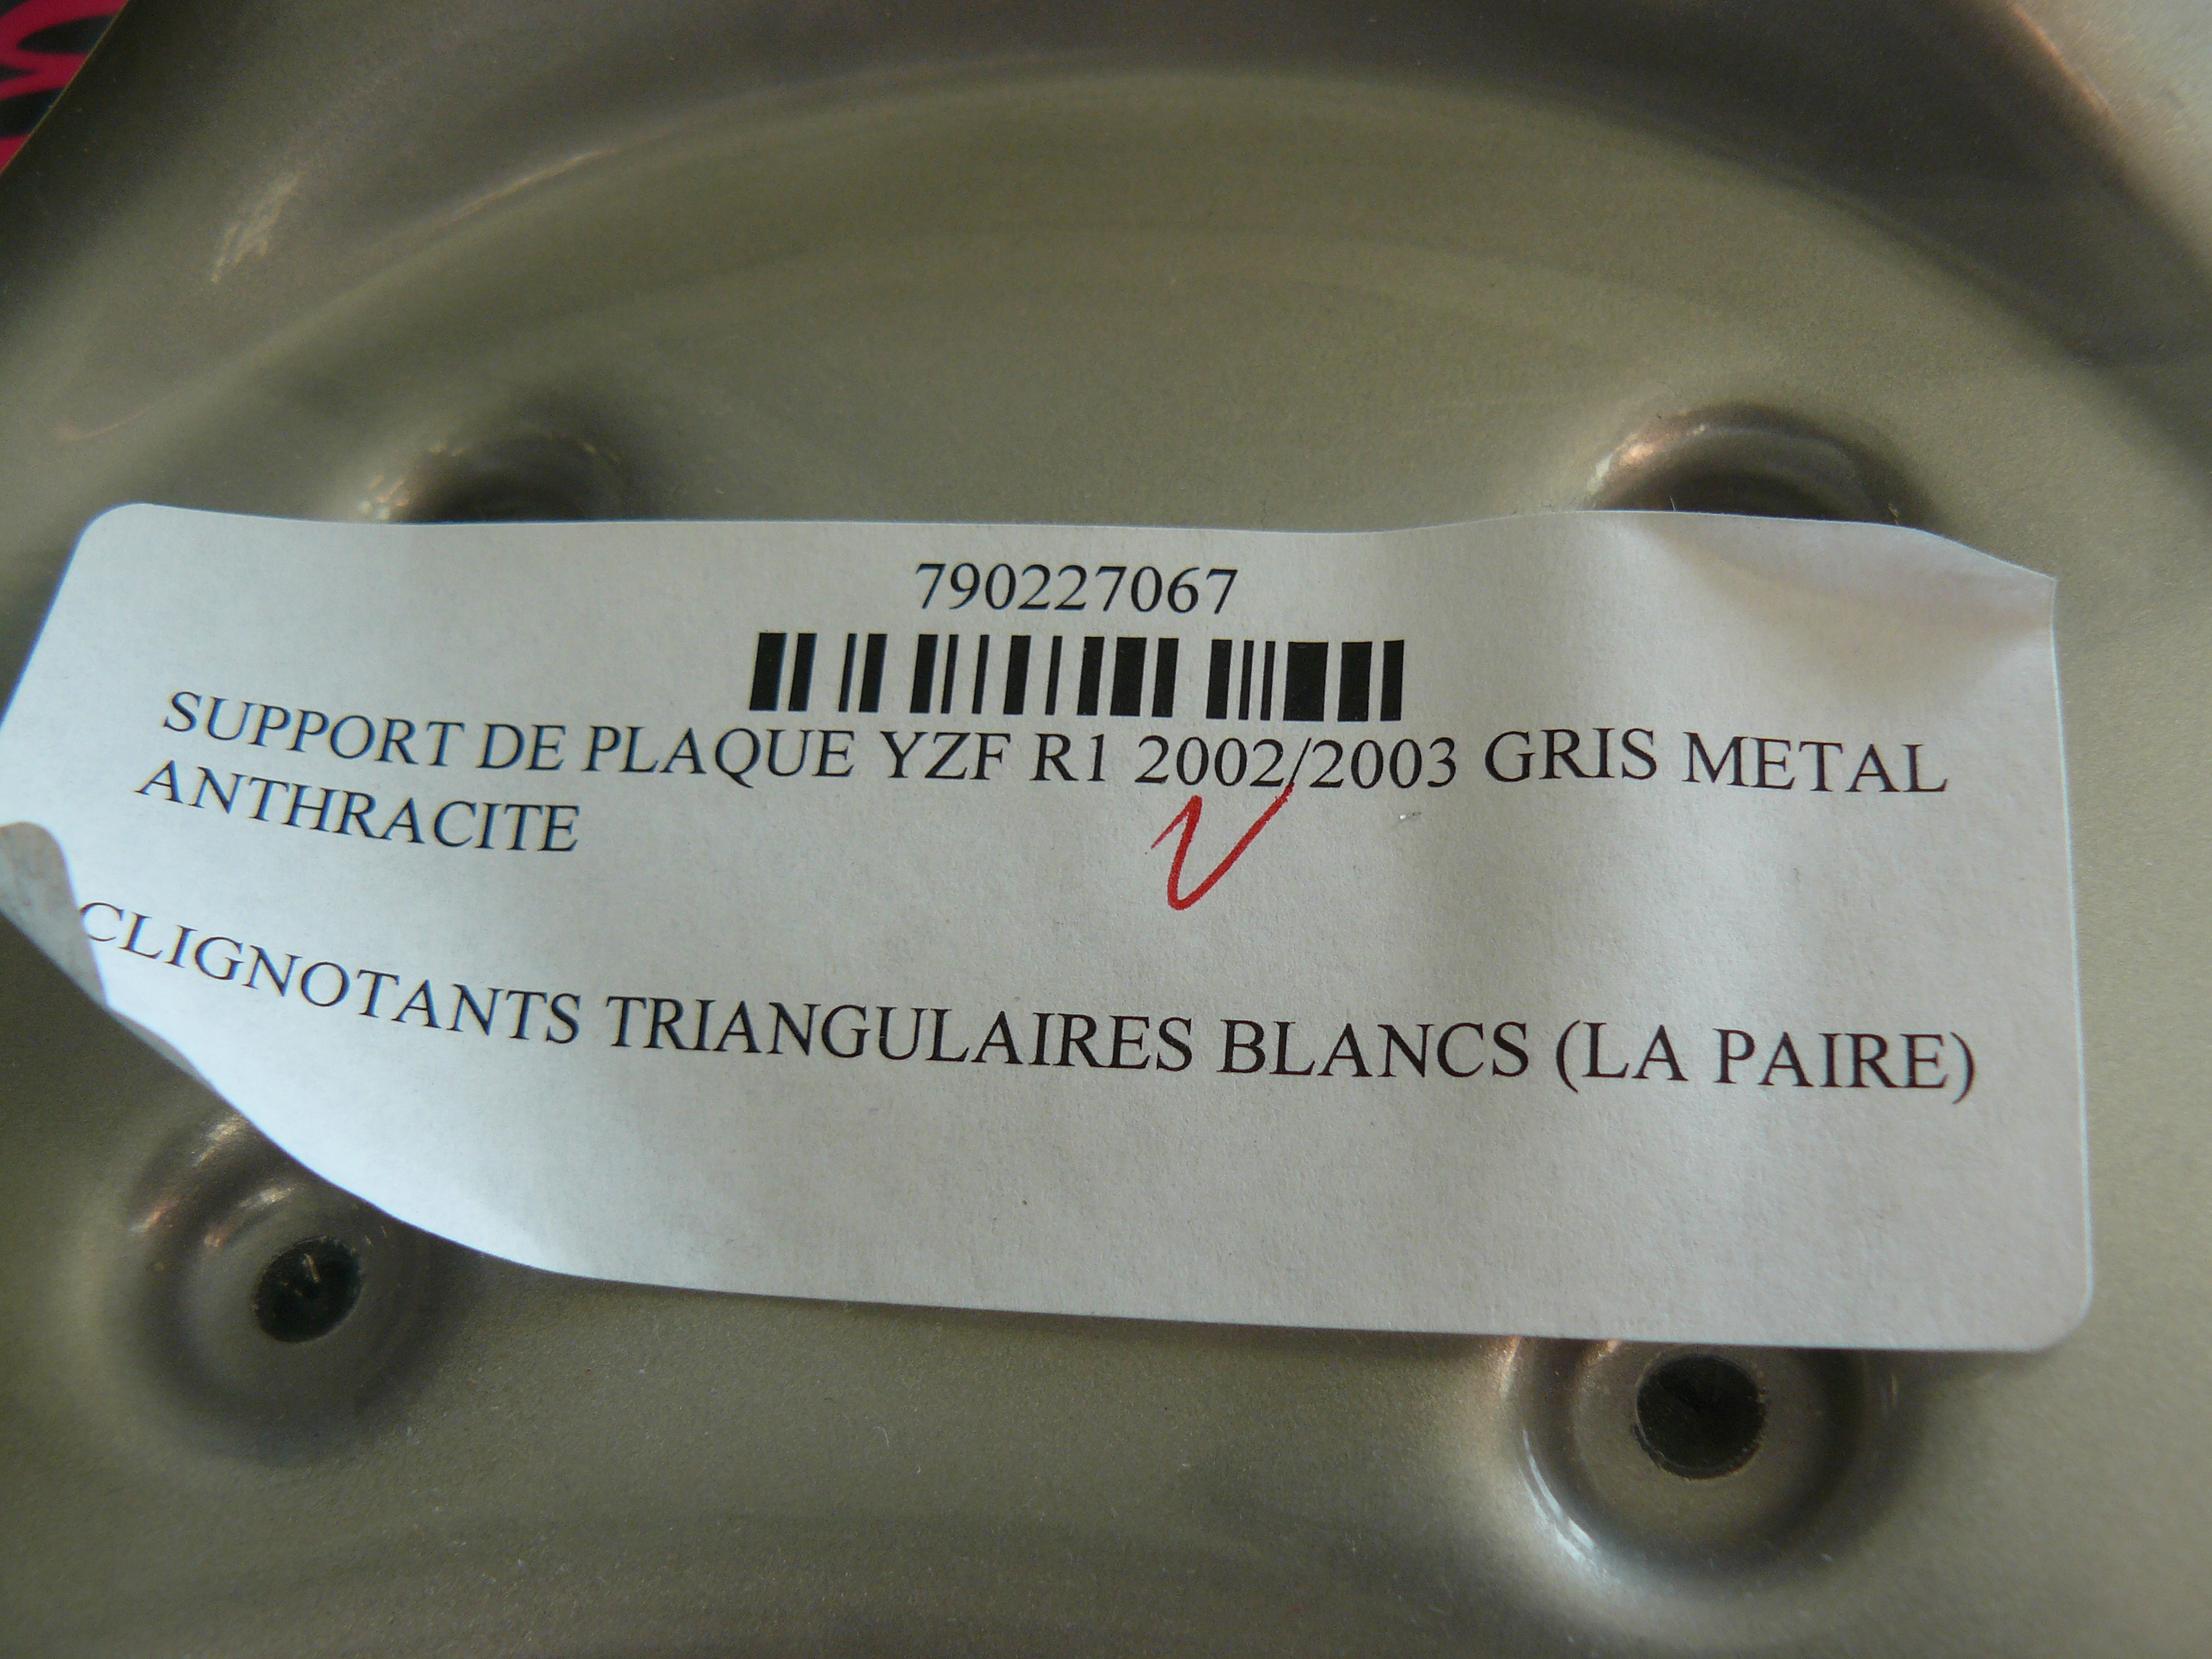 790227067
SUPPORT DE PLAQUE YZF R1 2002/2003 GRIS METAL
ANTHRACITE
CLIGNOTANTS TRIANGULAIRES BLANCS (LA PAIRE)